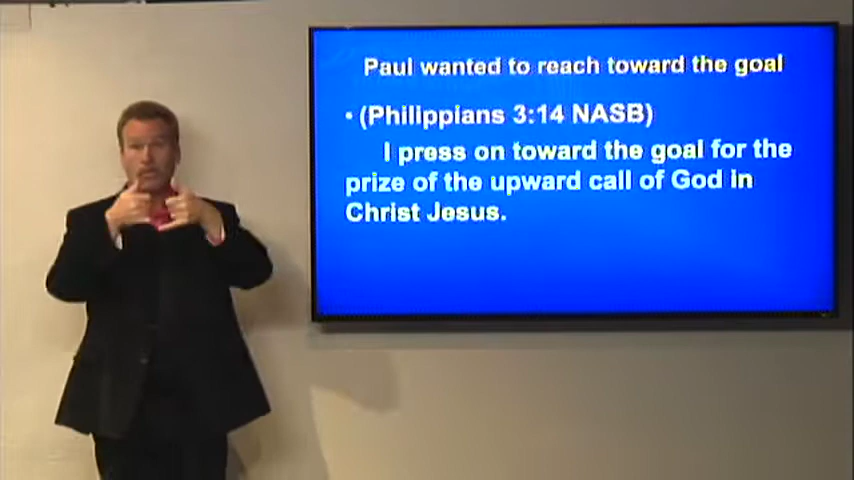 Paul wanted to reach toward the goal
• (Philippians 3:14 NASB)
I press on toward the goal for the
prize of the upward call of God in
Christ Jesus.